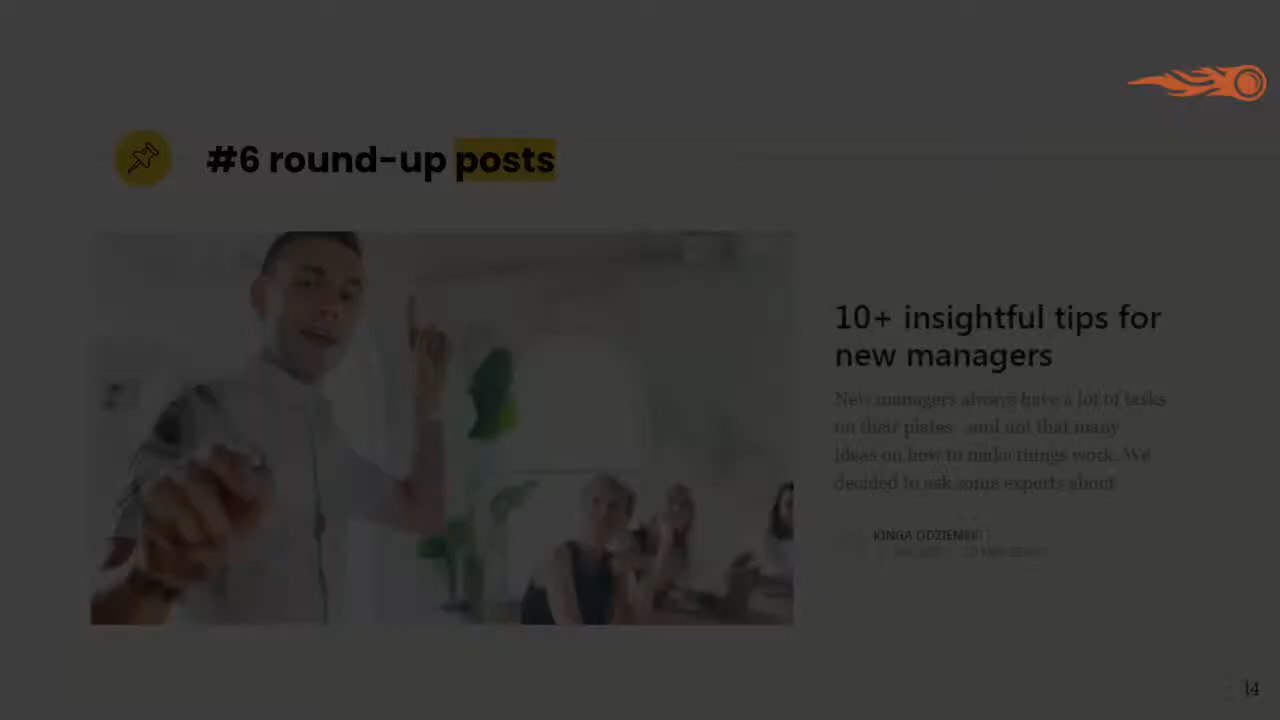 #6 round-up posts
10+ insightful tips for
new managers
New managers always have a lot of tasks
on their plates - and not that many
ideas on how to make things work. We
decided to ask some experts about
KINGA ODZIEMEK
14